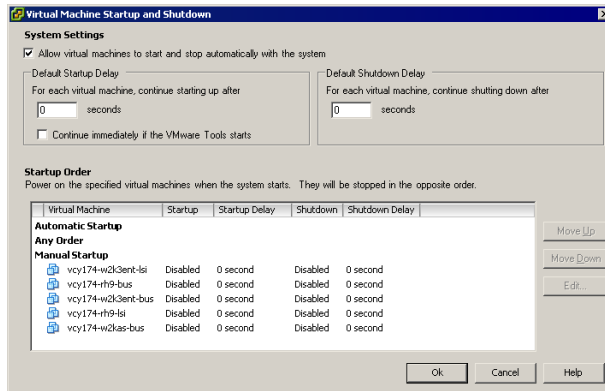 Virtual Machine Startup and Shutdown
System Settings
Allow virtual machines to start and stop automatically with the system
Default Startup Delay
For each virtual machine, continue starting up after
0 seconds
Continue immediately if the VMware Tools starts
Default Shutdown Delay
For each virtual machine, continue shutting down after
0 seconds
Startup Order
Power on the specified virtual machines when the system starts. They will be stopped in the opposite order.
Virtual Machine Startup Startup Delay Shutdown Shutdown Delay
Automatic Startup
Any Order
Manual Startup
vcy174-w2k3ent-lsi Disabled 0 second Disabled 0 second
vcy174-rh9-bus Disabled 0 second Disabled 0 second
vcy174-w2k3ent-bus Disabled 0 second Disabled 0 second
vcy174-rh9-lsi Disabled 0 second Disabled 0 second
vcy174-w2kas-bus Disabled 0 second Disabled 0 second
Move Up
Move Down
Edit...
Ok Cancel Help